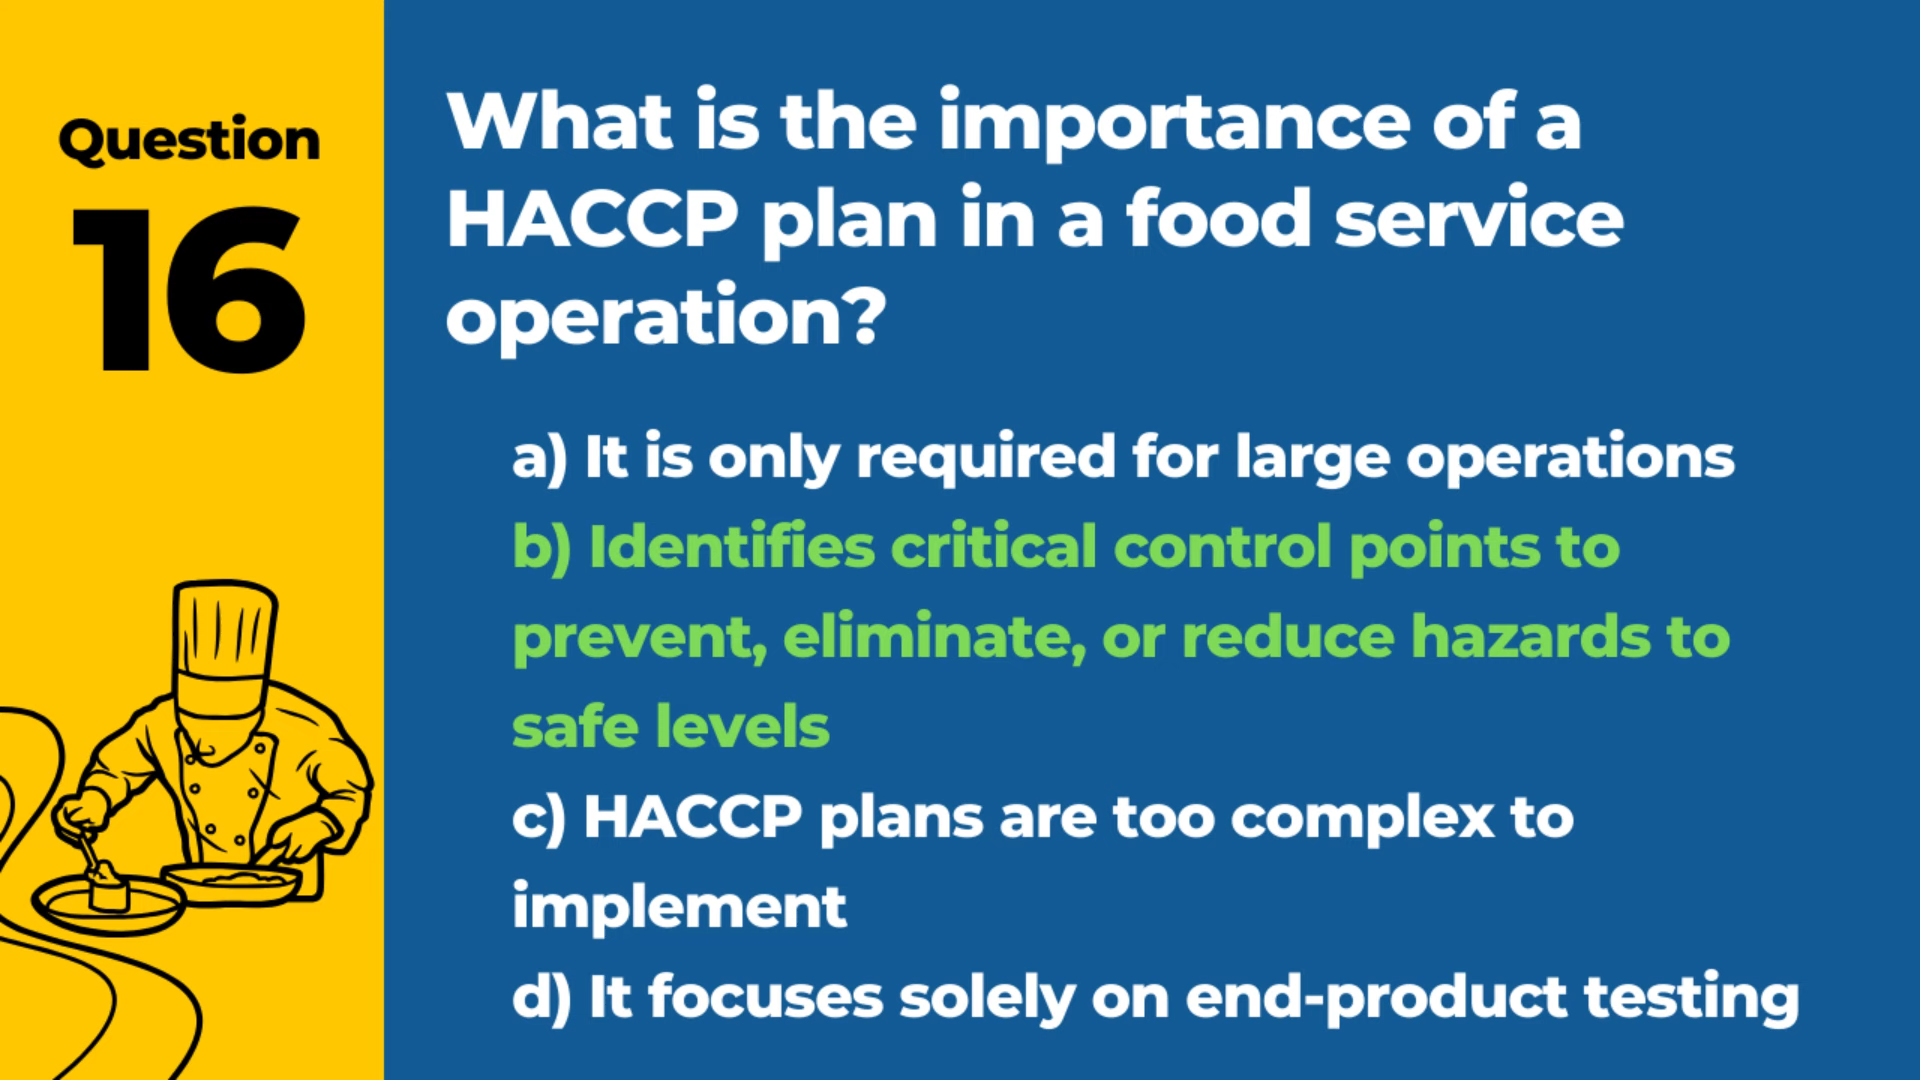 Question
16
What is the importance of a
HACCP plan in a food service
operation?
a) It is only required for large operations
b) Identifies critical control points to
prevent, eliminate, or reduce hazards to
safe levels
c) HACCP plans are too complex to
implement
d) It focuses solely on end-product testing